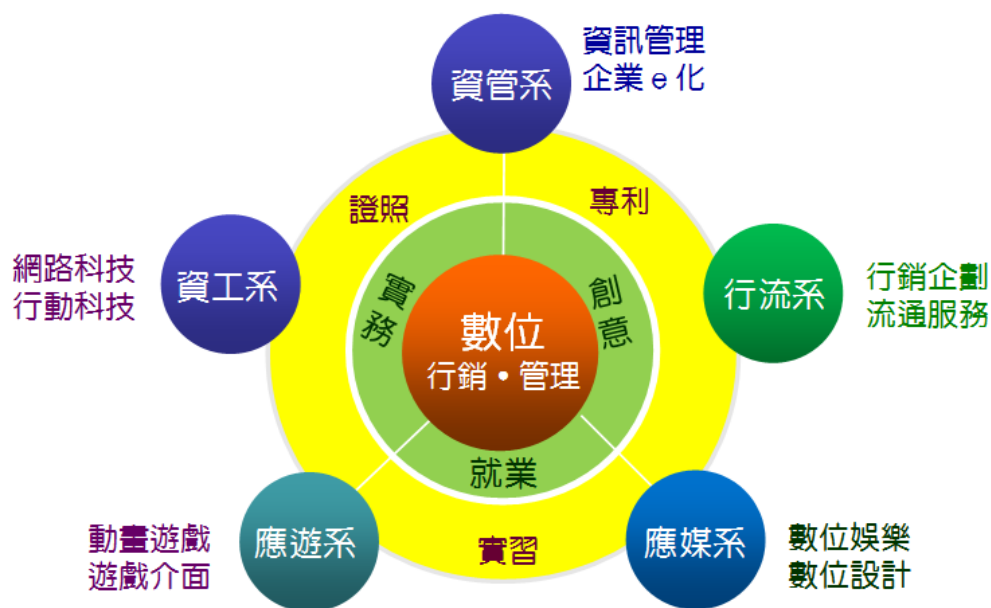 資管系
資訊管理
企業e化
證照
專利
資工系
網路科技
行動科技
行流系
行銷企劃
流通服務
實務
創意
數位
行銷•管理
就業
應遊系
動畫遊戲
遊戲介面
實習
應媒系
數位娛樂
數位設計